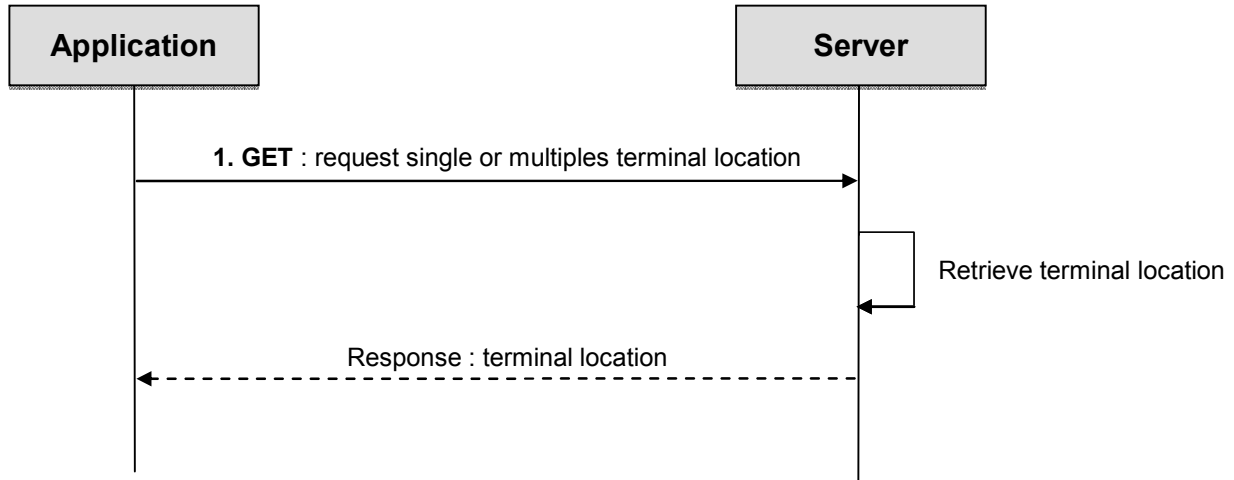 Application
Server
1. GET : request single or multiples terminal location
Retrieve terminal location
Response : terminal location